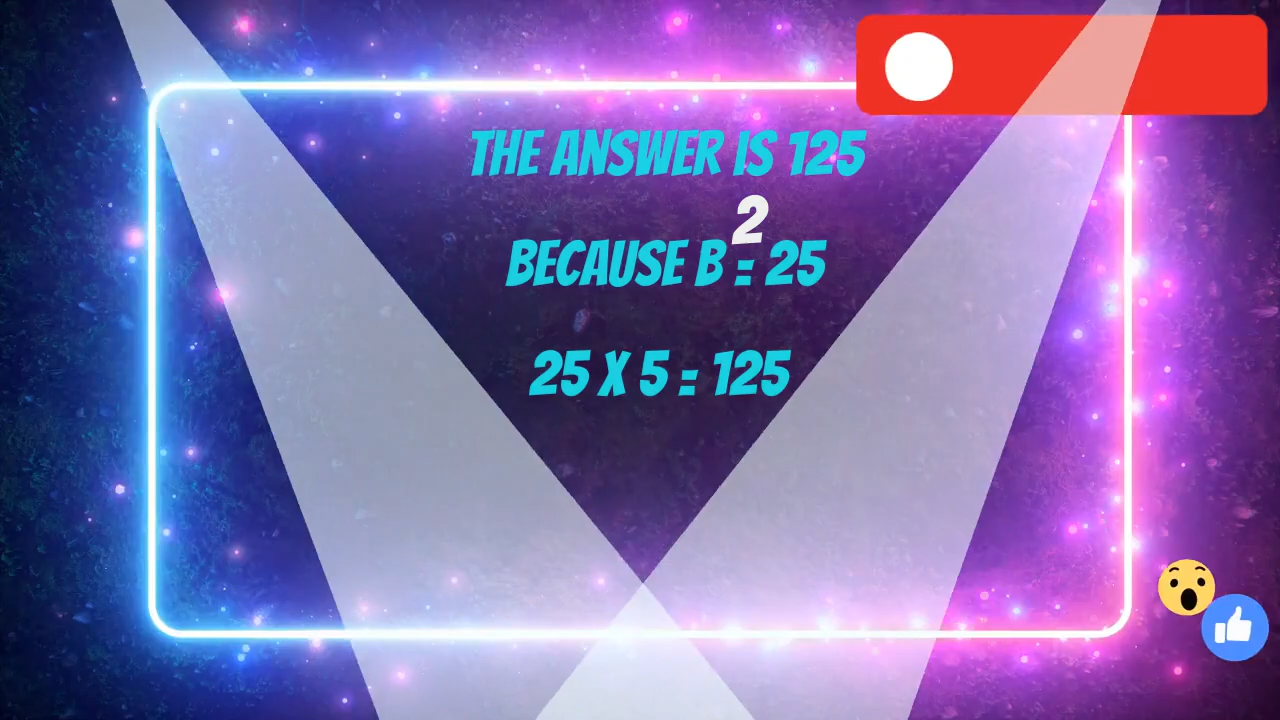 THE ANSWER IS 125
2
BECAUSE B = 25
25 X 5 = 125